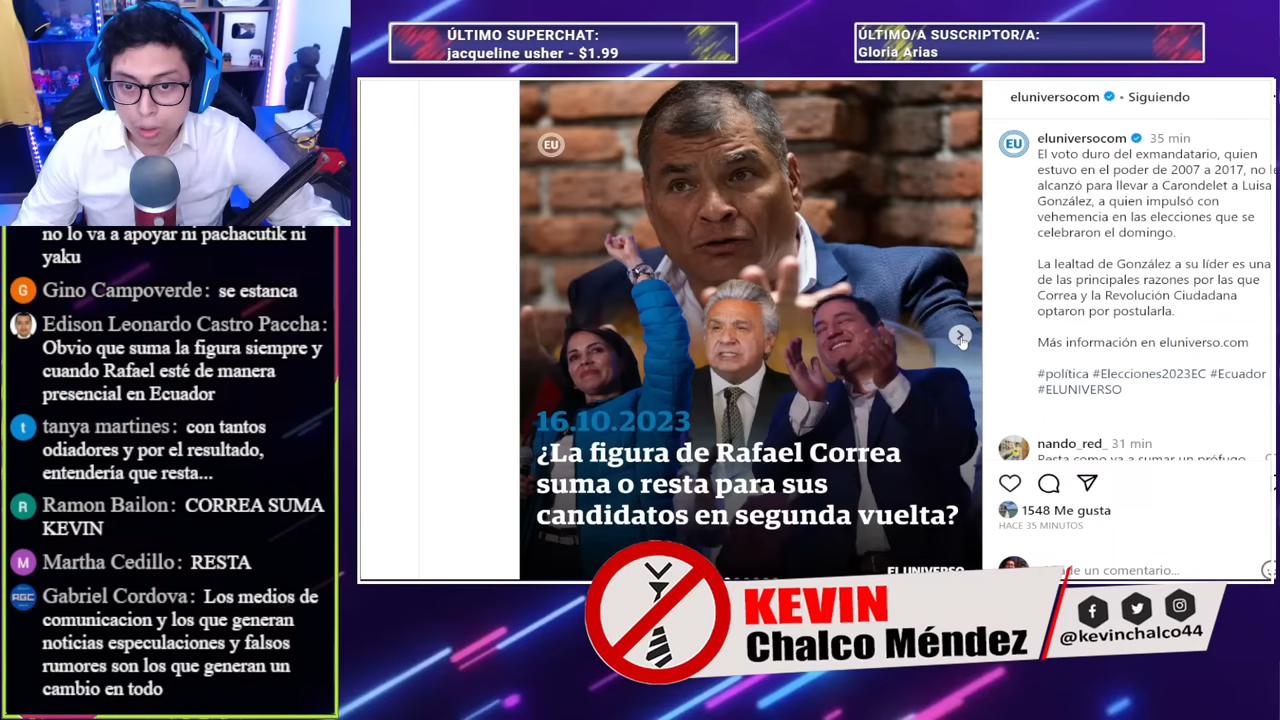 ÚLTIMO SUPERCHAT:
jacqueline usher - $1.99
ÚLTIMO/A SUSCRIPTOR/A:
Gloria Arias
no lo va a apoyar ni pachacutik ni
yaku
G
Gino Campoverde: se estanca
Edison Leonardo Castro Paccha:
Obvio que suma la figura siempre y
cuando Rafael esté de manera
presencial en Ecuador
t
tanya martines: con tantos
odiadores y por el resultado,
entendería que resta...
R
Ramon Bailon: CORREA SUMA
KEVIN
M
Martha Cedillo: RESTA
AGC
Gabriel Cordova: Los medios de
comunicacion y los que generan
noticias especulaciones y falsos
rumores son los que generan un
cambio en todo
EU
16.10.2023
¿La figura de Rafael Correa
suma o resta para sus
candidatos en segunda vuelta?
EL UNIVERSO
eluniversocom • Siguiendo
EU
eluniversocom 35 min
El voto duro del exmandatario, quien
estuvo en el poder de 2007 a 2017, no le
alcanzó para llevar a Carondelet a Luisa
González, a quien impulsó con
vehemencia en las elecciones que se
celebraron el domingo.
La lealtad de González a su líder es una
de las principales razones por las que
Correa y la Revolución Ciudadana
optaron por postularla.
Más información en eluniverso.com
#política #Elecciones2023EC #Ecuador
#ELUNIVERSO
nando_red_ 31 min
Resta como va a sumar un prófugo
1548 Me gusta
HACE 35 MINUTOS
de un comentario...
KEVIN
Chalco Méndez
@kevinchalco44